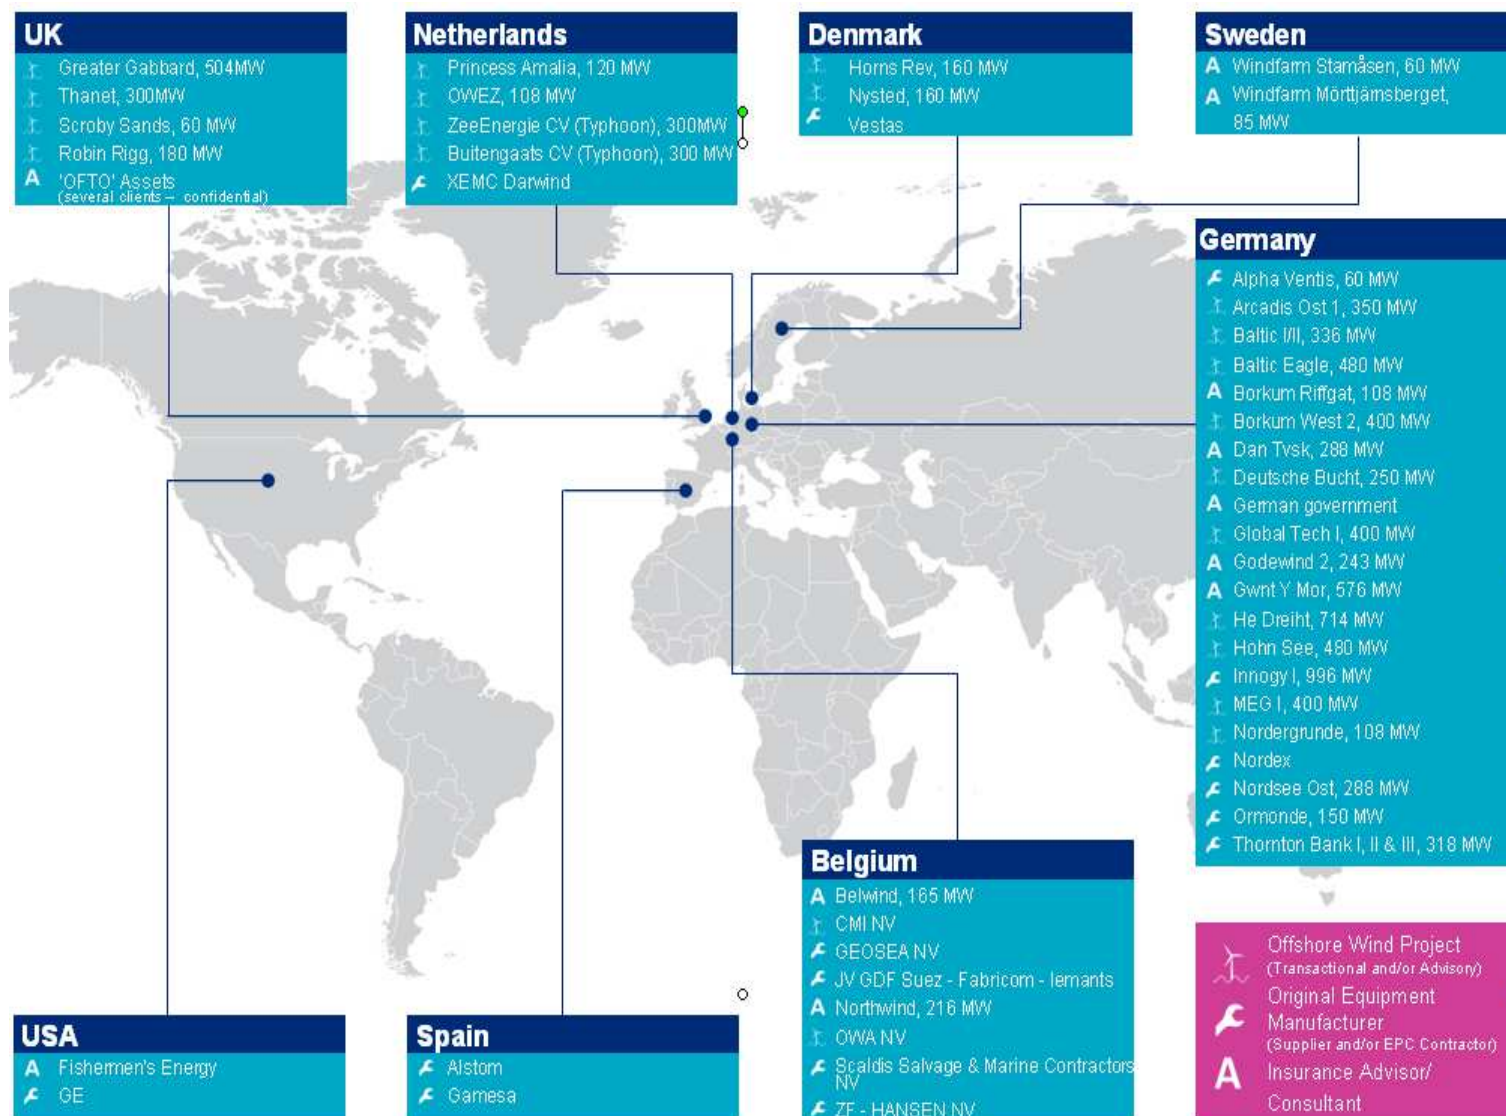 UK
Greater Gabbard, 504MW
Thanet, 300MW
Scroby Sands, 60 MW
Robin Rigg, 180 MW
A 'OFTO' Assets
(several clients – confidential)
Netherlands
Princess Amalia, 120 MW
OWEZ, 108 MW
ZeeEnergie CV (Typhoon), 300MW
Buitengaats CV (Typhoon), 300 MW
XEMC Darwind
Denmark
Horns Rev, 160 MW
Nysted, 160 MW
Vestas
Sweden
A Windfarm Stamåsen, 60 MW
A Windfarm Mörttjärnsberget,
85 MW
Germany
Alpha Ventis, 60 MW
Arcadis Ost 1, 350 MW
Baltic I/II, 336 MW
Baltic Eagle, 480 MW
A Borkum Riffgat, 108 MW
Borkum West 2, 400 MW
A Dan Tysk, 288 MW
Deutsche Bucht, 250 MW
A German government
Global Tech I, 400 MW
A Godewind 2, 243 MW
A Gwnt Y Mor, 576 MW
He Dreiht, 714 MW
Hohn See, 480 MW
Innogy I, 996 MW
MEG I, 400 MW
Nordergrunde, 108 MW
Nordex
Nordsee Ost, 288 MW
Ormonde, 150 MW
Thornton Bank I, II & III, 318 MW
Belgium
A Belwind, 165 MW
CMI NV
GEOSEA NV
JV GDF Suez - Fabricom - Iemants
A Northwind, 216 MW
OWA NV
Scaldis Salvage & Marine Contractors
NV
ZF - HANSEN NV
USA
A Fishermen's Energy
GE
Spain
Alstom
Gamesa
Offshore Wind Project
(Transactional and/or Advisory)
Original Equipment
Manufacturer
(Supplier and/or EPC Contractor)
A Insurance Advisor/
Consultant